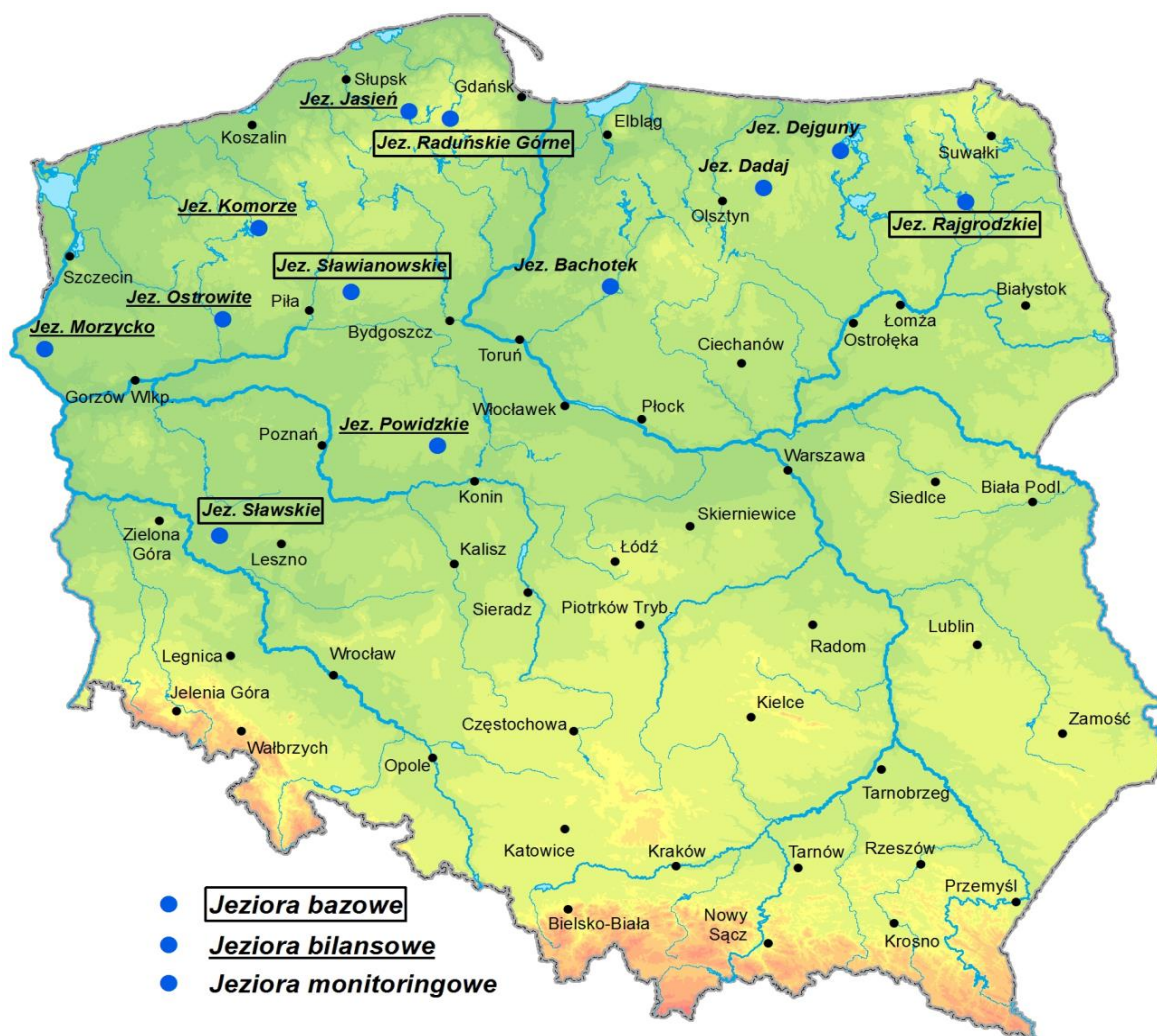 Słupsk
Gdańsk
Jez. Jasień
Koszalin
Jez. Raduńskie Górne
Elbląg
Jez. Dejguny
Suwałki
Jez. Dadaj
Olsztyn
Jez. Komorze
Jez. Rajgrodzkie
Szczecin
Jez. Sławianowskie
Jez. Bachotek
Jez. Ostrowite
Piła
Białystok
Jez. Morzycko
Bydgoszcz
Toruń
Łomża
Ostrołęka
Ciechanów
Gorzów Wlkp.
Włocławek
Płock
Poznań
Jez. Powidzkie
Warszawa
Konin
Siedlce
Biała Podl.
Jez. Sławskie
Skierniewice
Zielona
Góra
Leszno
Kalisz
Łódź
Sieradz
Piotrków Tryb.
Radom
Lublin
Legnica
Wrocław
Jelenia Góra
Częstochowa
Kielce
Zamość
Wałbrzych
Opole
Tarnobrzeg
Katowice
Kraków
Tarnów
Rzeszów
Przemyśl
Bielsko-Biała
Nowy
Sącz
Krosno
Jeziora bazowe
Jeziora bilansowe
Jeziora monitoringowe